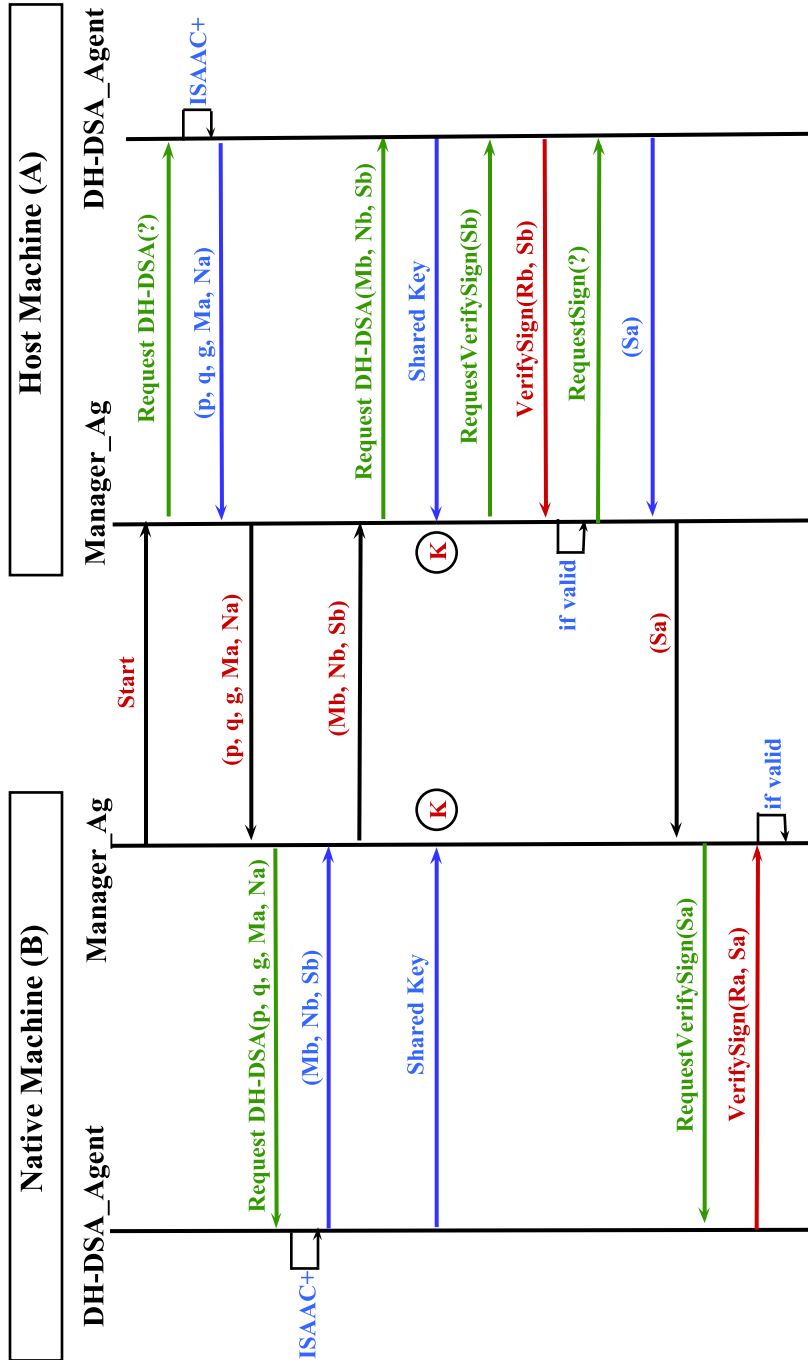 Native Machine (B)
Host Machine (A)
DH-DSA_Agent
Manager_Ag
Manager_Ag
DH-DSA_Agent
Start
Request DH-DSA(?)
ISAAC+
(p, q, g, Ma, Na)
(p, q, g, Ma, Na)
Request DH-DSA(p, q, g, Ma, Na)
ISAAC+
(Mb, Nb, Sb)
(Mb, Nb, Sb)
Request DH-DSA(Mb, Nb, Sb)
Shared Key
K
K
Shared Key
RequestVerifySign(Sb)
VerifySign(Rb, Sb)
if valid
RequestSign(?)
(Sa)
(Sa)
RequestVerifySign(Sa)
VerifySign(Ra, Sa)
if valid